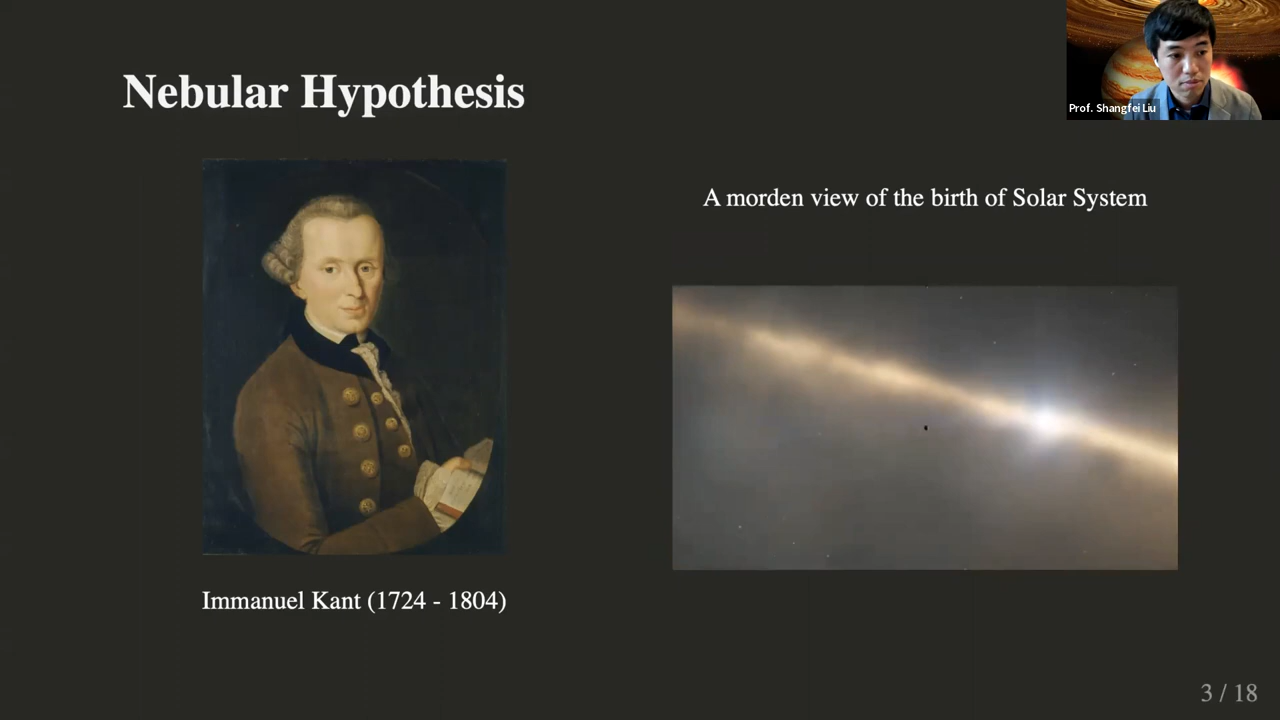 Nebular Hypothesis
Prof. Shangfei Liu
A morden view of the birth of Solar System
Immanuel Kant (1724 - 1804)
3 / 18